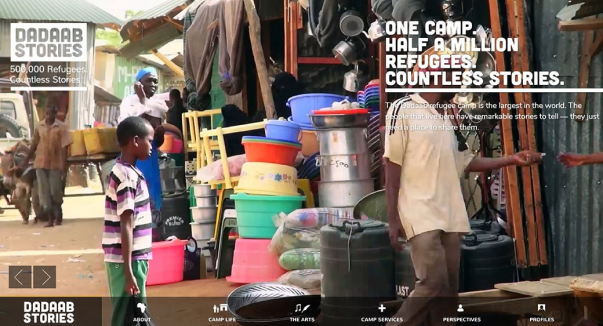 DADAAB
STORIES
500,000 Refugees.
Countless Stories.
ONE CAMP.
HALF A MILLION
REFUGEES.
COUNTLESS STORIES.
The Dadaab refugee camp is the largest in the world. The
people that live here have remarkable stories to tell — they just
need a place to share them.
DADAAB
STORIES
ABOUT
CAMP LIFE
THE ARTS
CAMP SERVICES
PERSPECTIVES
PROFILES